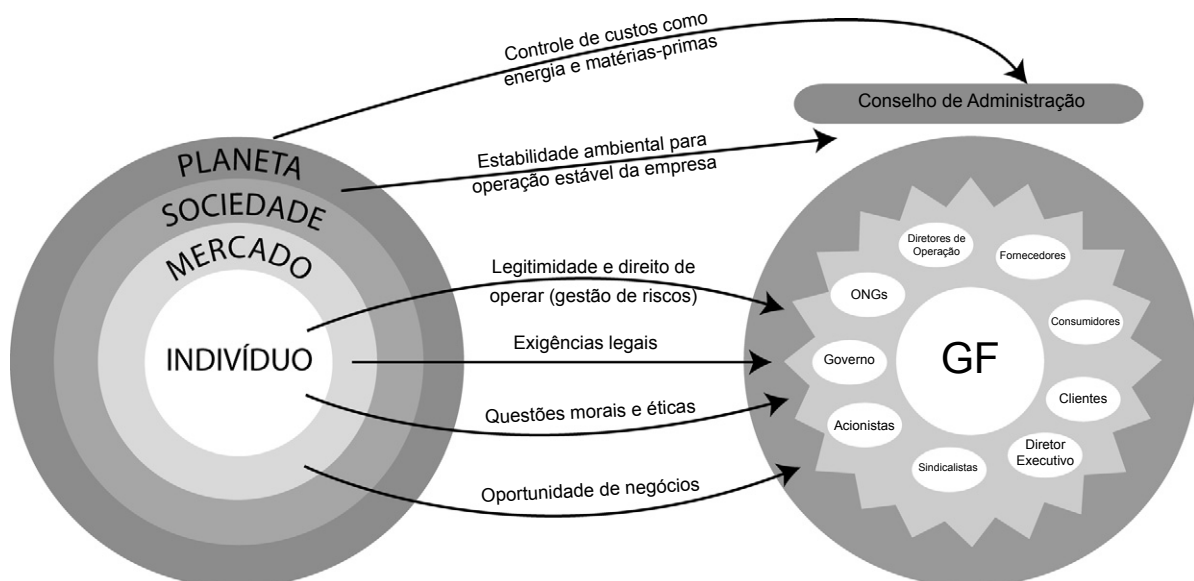 Controle de custos como
energia e matérias-primas
Conselho de Administração
Estabilidade ambiental para
operação estável da empresa
PLANETA
SOCIEDADE
MERCADO
INDIVÍDUO
Legitimidade e direito de
operar (gestão de riscos)
Exigências legais
Questões morais e éticas
Oportunidade de negócios
Diretores de
Operação
Fornecedores
ONGs
Consumidores
Governo
GF
Clientes
Acionistas
Diretor
Executivo
Sindicalistas